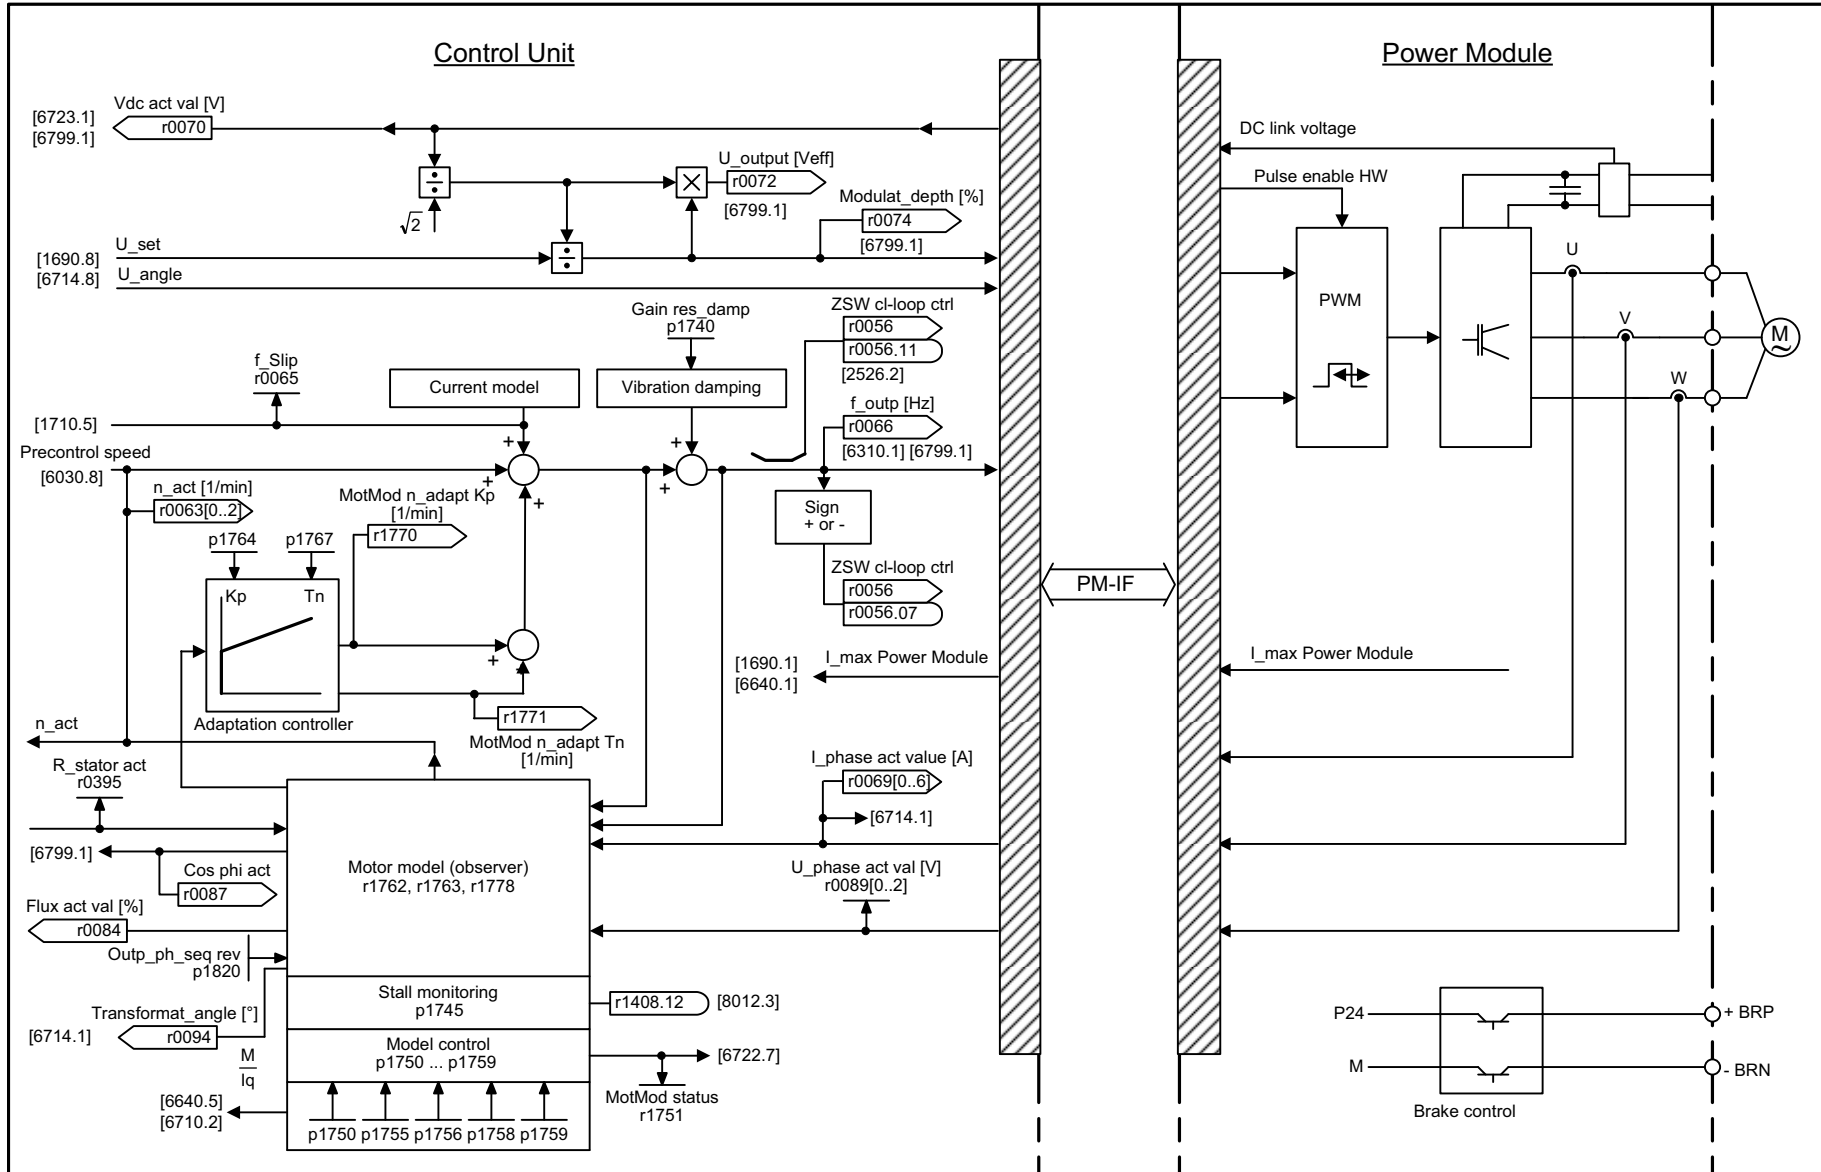 Control Unit
Power Module
Vdc act val [V]
[6723.1]
[6799.1]
r0070
DC link voltage
U_output [Veff]
r0072
[6799.1]
÷
×
√2
Pulse enable HW
Modulat_depth [%]
r0074
[6799.1]
U_set
[1690.8]
[6714.8]
U_angle
÷
U
V
W
PWM
M
~
Gain res_damp
p1740
ZSW cl-loop ctrl
r0056
r0056.11
[2526.2]
f_Slip
r0065
Current model
Vibration damping
f_outp [Hz]
r0066
[6310.1] [6799.1]
[1710.5]
Precontrol speed
[6030.8]
+
+
+
+
+
n_act [1/min]
r0063[0..2]
MotMod n_adapt Kp
[1/min]
r1770
Sign
+ or -
p1764
p1767
Kp
Tn
ZSW cl-loop ctrl
r0056
r0056.07
PM-IF
+
[1690.1]
[6640.1]
I_max Power Module
I_max Power Module
Adaptation controller
r1771
MotMod n_adapt Tn
[1/min]
n_act
R_stator act
r0395
I_phase act value [A]
r0069[0..6]
[6714.1]
[6799.1]
Cos phi act
r0087
Motor model (observer)
r1762, r1763, r1778
U_phase act val [V]
r0089[0..2]
Flux act val [%]
r0084
Outp_ph_seq rev
p1820
Stall monitoring
p1745
r1408.12
[8012.3]
Transformat_angle [°]
[6714.1]
r0094
Model control
p1750 ... p1759
[6722.7]
M
Iq
MotMod status
r1751
[6640.5]
[6710.2]
p1750 p1755 p1756 p1758 p1759
P24
+ BRP
M
- BRN
Brake control